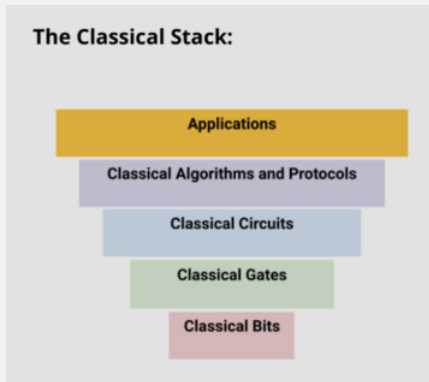 The Classical Stack:
Applications
Classical Algorithms and Protocols
Classical Circuits
Classical Gates
Classical Bits